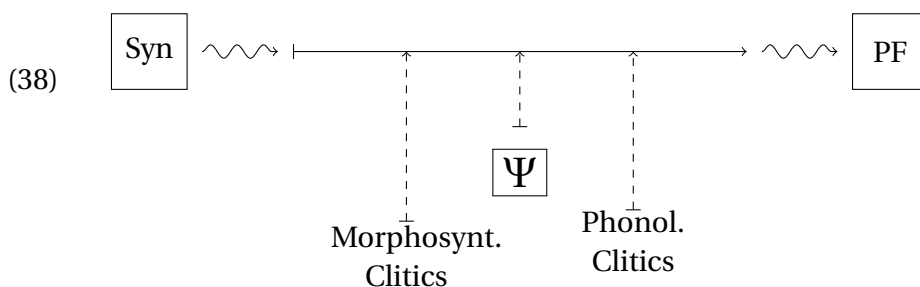 Syn
PF
(38)
Ψ
Morphosynt.
Clitics
Phonol.
Clitics